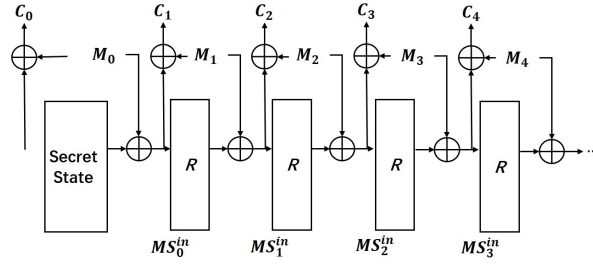 C₀ C₁ C₂ C₃ C₄
M₀ M₁ M₂ M₃ M₄
Secret
State
R R R R
...
MS₀ⁱⁿ MS₁ⁱⁿ MS₂ⁱⁿ MS₃ⁱⁿ